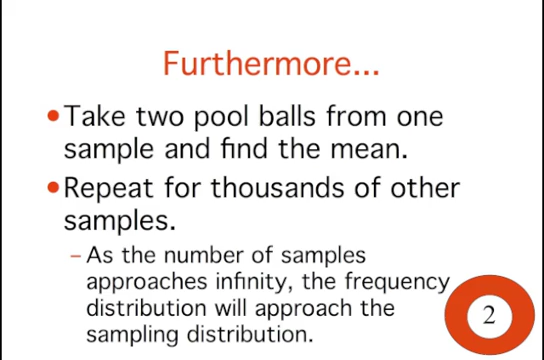 Furthermore...
•Take two pool balls from one
sample and find the mean.
•Repeat for thousands of other
samples.
– As the number of samples
approaches infinity, the frequency
distribution will approach the
sampling distribution.
2